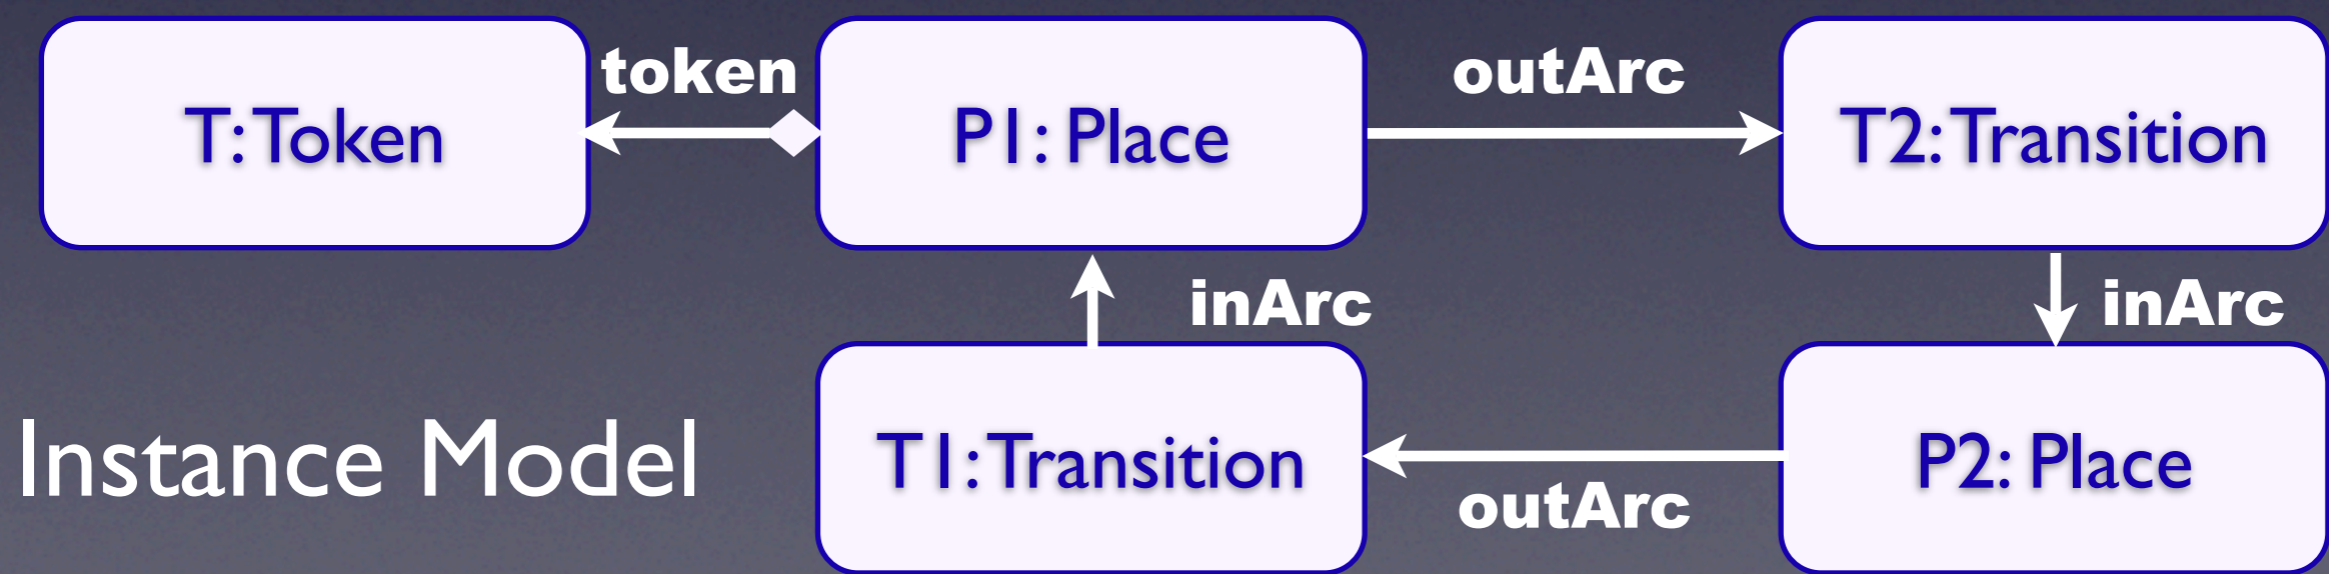 token
outArc
T: Token
P1: Place
T2: Transition
inArc
inArc
Instance Model
T1: Transition
P2: Place
outArc